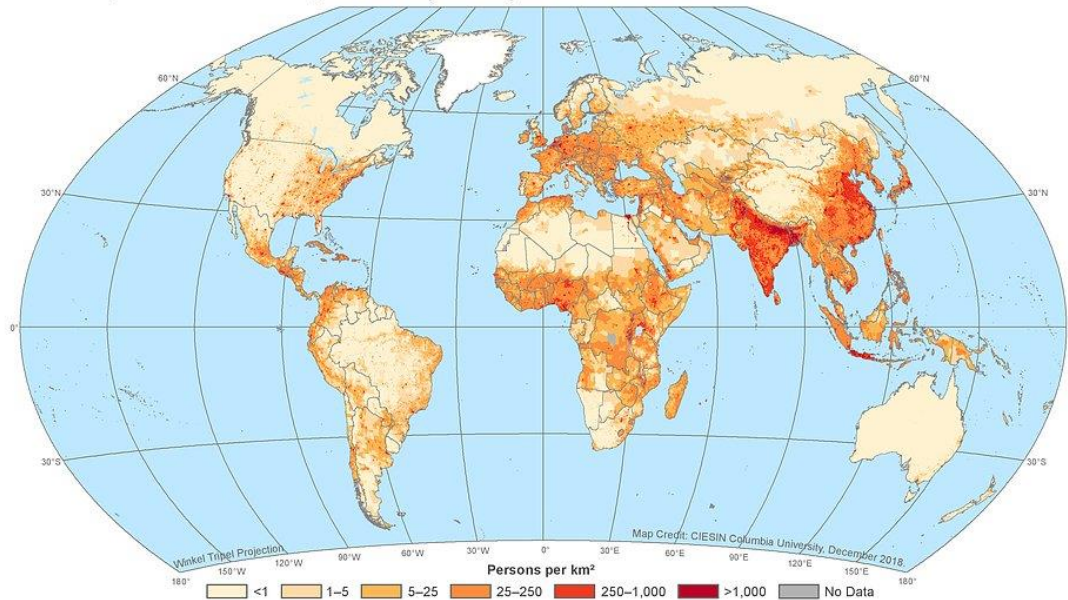 60°N
60°N
30°N
30°N
0°
30°S
30°S
Winkel Tripel Projection
Map Credit: CIESIN Columbia University, December 2018.
180°
150°W
120°W
90°W
60°W
30°W
0°
30°E
60°E
90°E
120°E
150°E
180°
Persons per km²
<1
1–5
5–25
25–250
250–1,000
>1,000
No Data